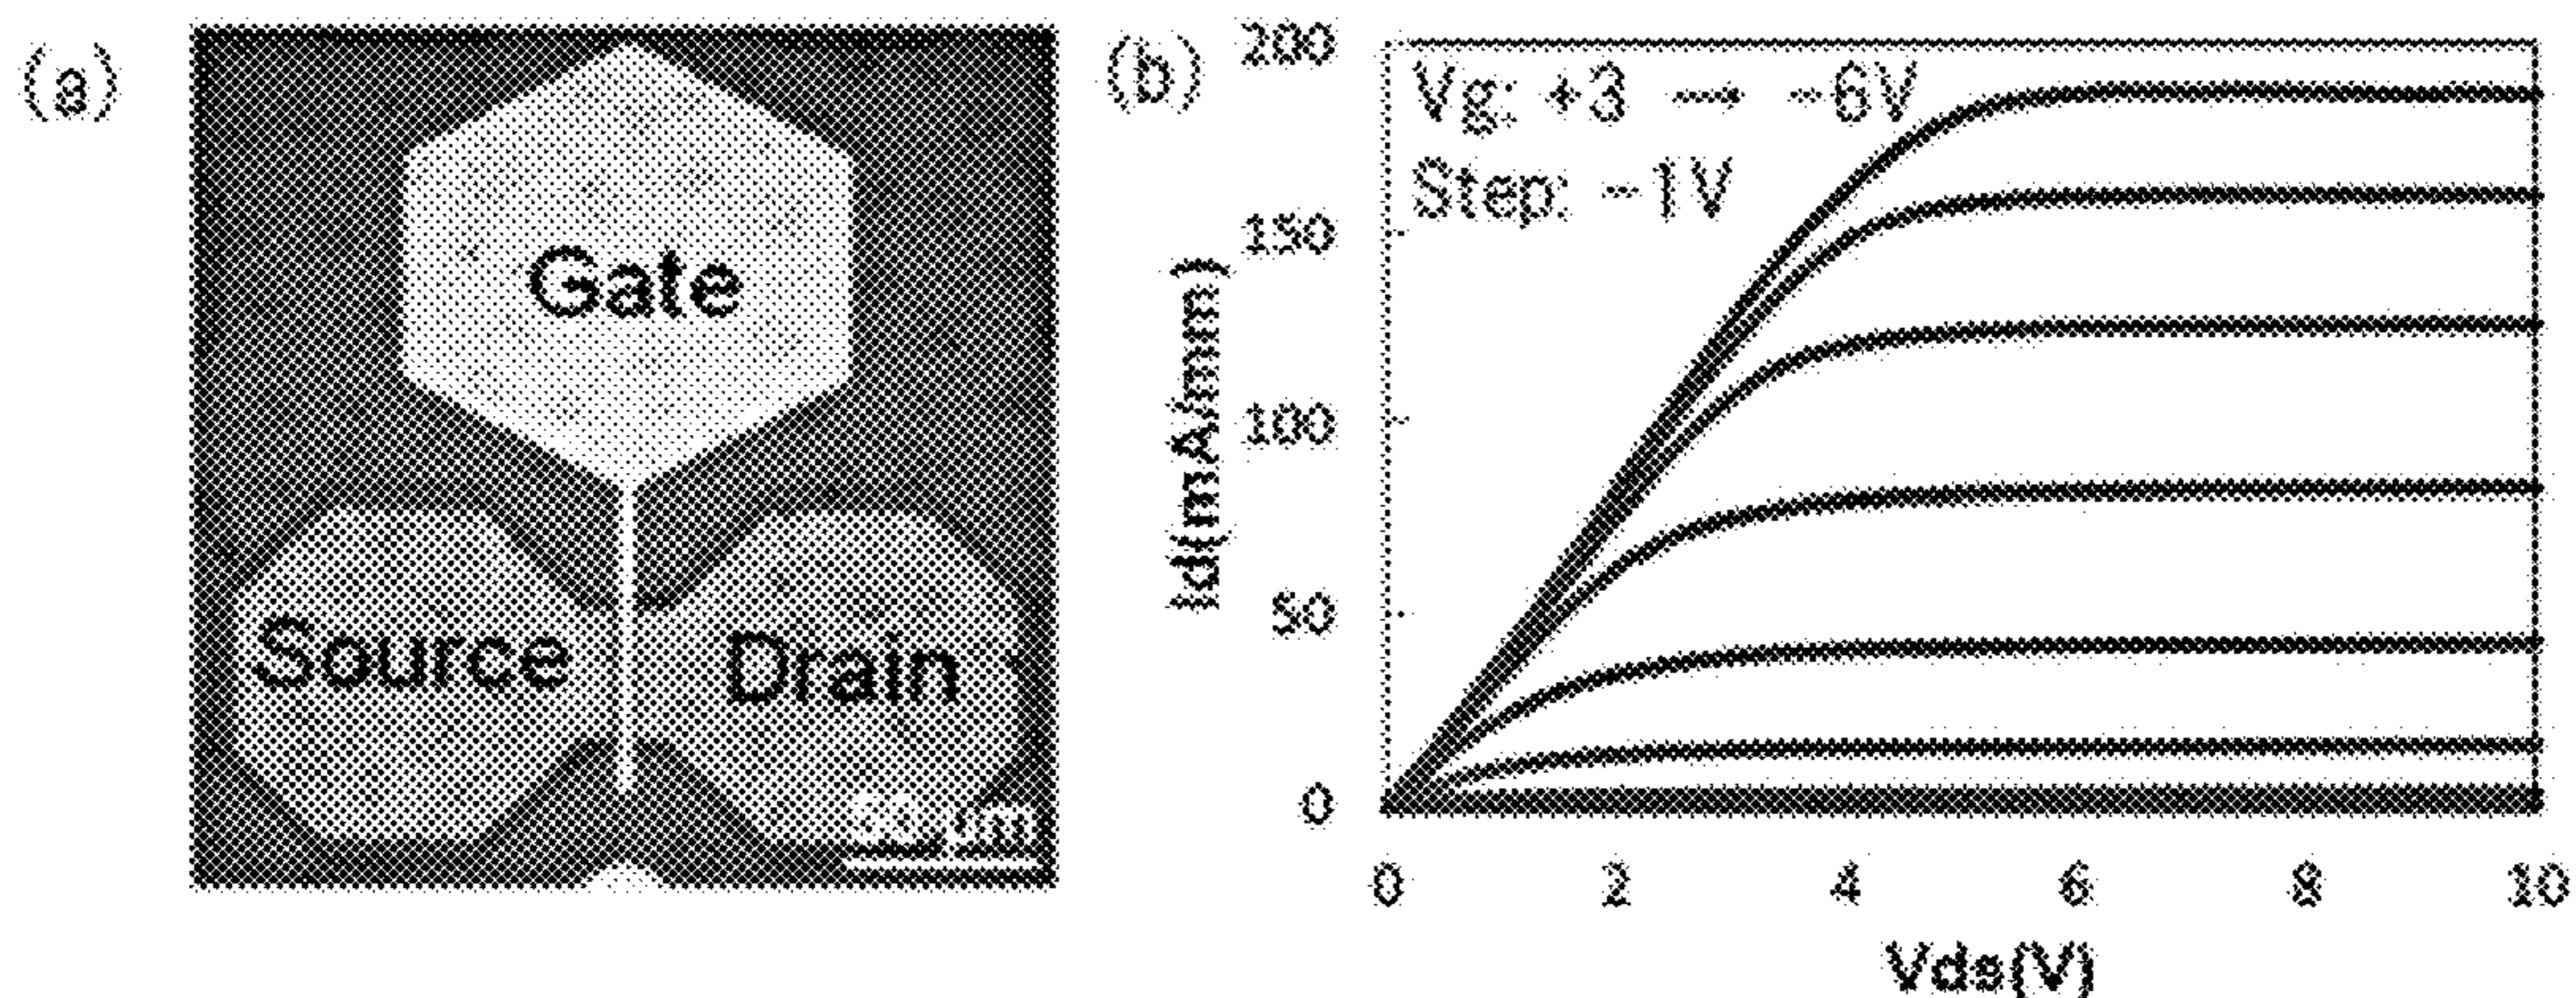 (a)
Gate
Source
Drain
(b)
Vg: +3 → -6V
Step: -1V
Id(mA/mm)
200
150
100
50
0
0 2 4 6 8 10
Vds(V)